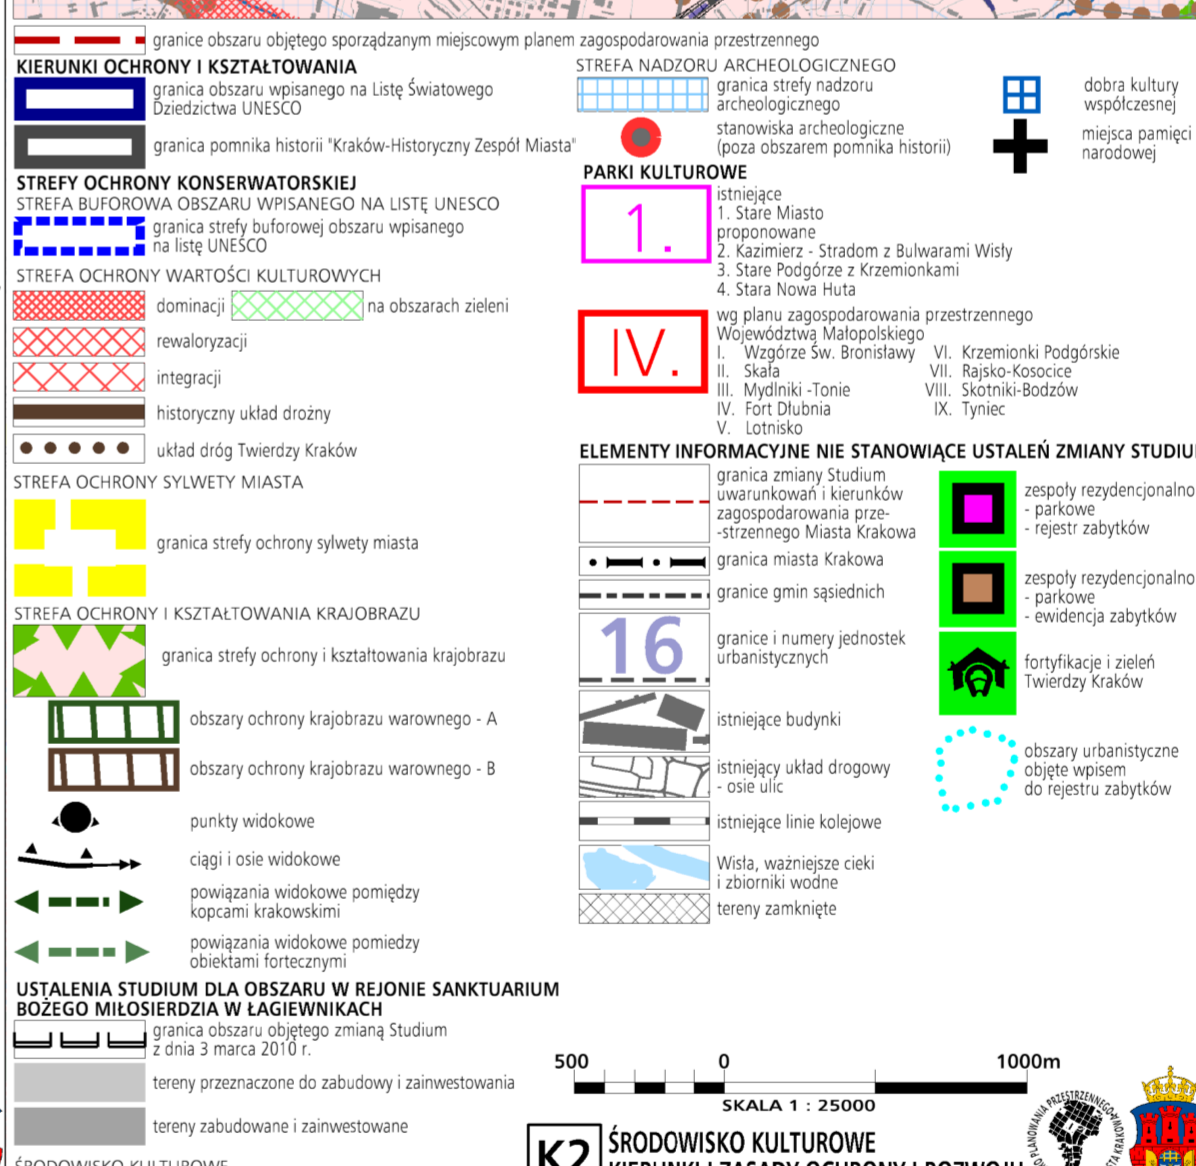 granice obszaru objętego sporządzanym miejscowym planem zagospodarowania przestrzennego
KIERUNKI OCHRONY I KSZTAŁTOWANIA
granica obszaru wpisanego na Listę Światowego
Dziedzictwa UNESCO
granica pomnika historii "Kraków-Historyczny Zespół Miasta"
STREFY OCHRONY KONSERWATORSKIEJ
STREFA BUFOROWA OBSZARU WPISANEGO NA LISTĘ UNESCO
granica strefy buforowej obszaru wpisanego
na listę UNESCO
STREFA OCHRONY WARTOŚCI KULTUROWYCH
dominacji
na obszarach zieleni
rewaloryzacji
integracji
historyczny układ drożny
układ dróg Twierdzy Kraków
STREFA OCHRONY SYLWETY MIASTA
granica strefy ochrony sylwety miasta
STREFA OCHRONY I KSZTAŁTOWANIA KRAJOBRAZU
granica strefy ochrony i kształtowania krajobrazu
obszary ochrony krajobrazu warownego - A
obszary ochrony krajobrazu warownego - B
punkty widokowe
ciągi i osie widokowe
powiązania widokowe pomiędzy
kopcami krakowskimi
powiązania widokowe pomiedzy
obiektami fortecznymi
USTALENIA STUDIUM DLA OBSZARU W REJONIE SANKTUARIUM
BOŻEGO MIŁOSIERDZIA W ŁAGIEWNIKACH
granica obszaru objętego zmianą Studium
z dnia 3 marca 2010 r.
tereny przeznaczone do zabudowy i zainwestowania
tereny zabudowane i zainwestowane
ŚRODOWISKO KULTUROWE
STREFA NADZORU ARCHEOLOGICZNEGO
granica strefy nadzoru
archeologicznego
stanowiska archeologiczne
(poza obszarem pomnika historii)
dobra kultury
współczesnej
miejsca pamięci
narodowej
PARKI KULTUROWE
1.
istniejące
1. Stare Miasto
proponowane
2. Kazimierz - Stradom z Bulwarami Wisły
3. Stare Podgórze z Krzemionkami
4. Stara Nowa Huta
IV.
wg planu zagospodarowania przestrzennego
Województwą Małopolskiego
I. Wzgórze Św. Bronisławy
II. Skała
III. Mydlniki -Tonie
IV. Fort Dłubnia
V. Lotnisko
VI. Krzemionki Podgórskie
VII. Rajsko-Kosocice
VIII. Skotniki-Bodzów
IX. Tyniec
ELEMENTY INFORMACYJNE NIE STANOWIĄCE USTALEŃ ZMIANY STUDIUM
granica zmiany Studium
uwarunkowań i kierunków
zagospodarowania prze-
-strzennego Miasta Krakowa
granica miasta Krakowa
granice gmin sąsiednich
16
granice i numery jednostek
urbanistycznych
istniejące budynki
istniejący układ drogowy
- osie ulic
istniejące linie kolejowe
Wisła, ważniejsze cieki
i zbiorniki wodne
tereny zamknięte
zespoły rezydencjonalno
- parkowe
- rejestr zabytków
zespoły rezydencjonalno
- parkowe
- ewidencja zabytków
fortyfikacje i zieleń
Twierdzy Kraków
obszary urbanistyczne
objęte wpisem
do rejestru zabytków
500 0 1000m
SKALA 1 : 25000
K2
ŚRODOWISKO KULTUROWE
KIERUNKI I ZASADY OCHRONY I ROZWOJU
PLANOWANIA PRZESTRZENNEGO